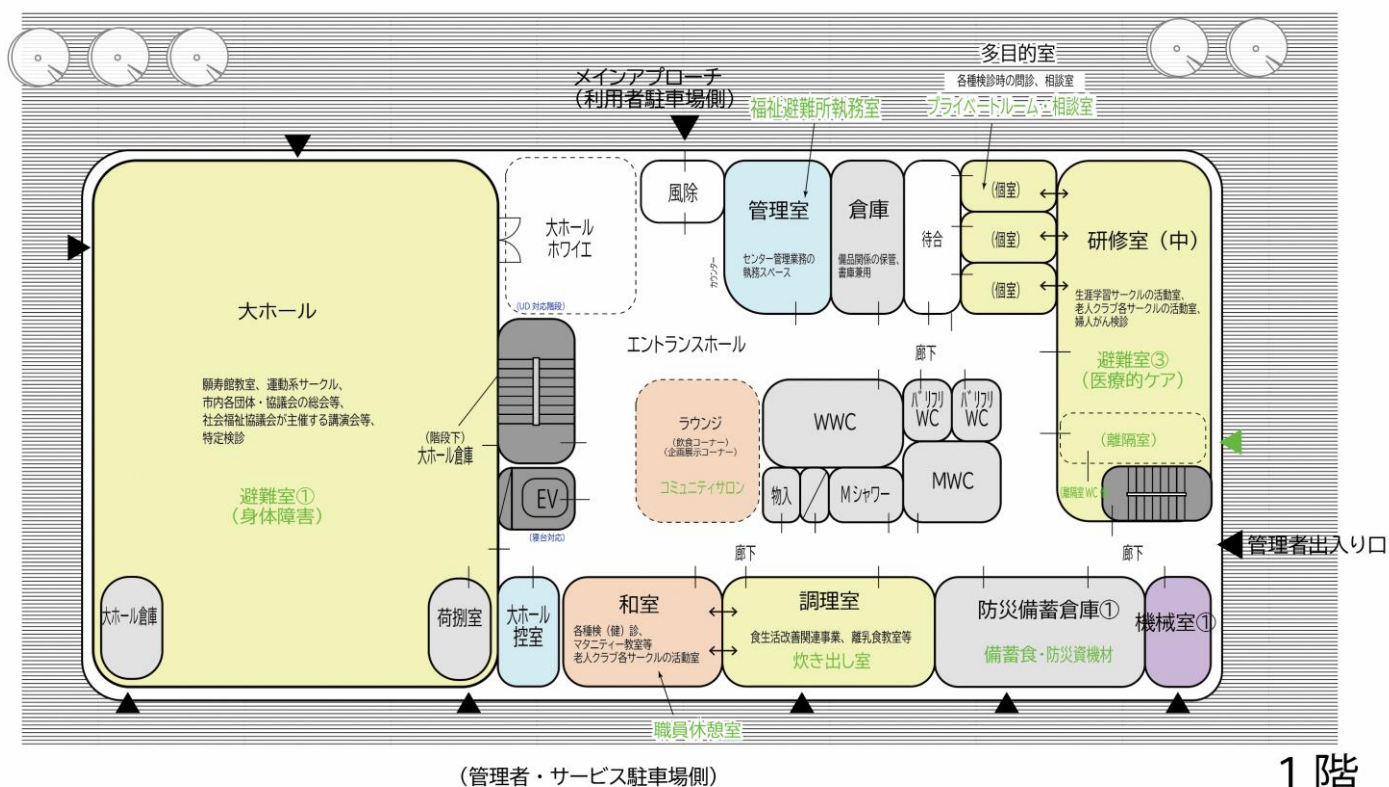 多目的室
各種検診時の問診、相談室
プライベートルーム・相談室
メインアプローチ
（利用者駐車場側）
福祉避難所執務室
大ホール
願寿館教室、運動系サークル、
市内各団体・協議会の総会等、
社会福祉協議会が主催する講演会等、
特定検診
避難室①
（身体障害）
大ホール倉庫
荷捌室
大ホール
ホワイエ
(UD 対応階段)
（階段下）
大ホール倉庫
EV
（寝台対応）
風除
カウンター
管理室
センター管理業務の
執務スペース
倉庫
備品関係の保管、
書庫兼用
待合
（個室）
（個室）
（個室）
研修室（中）
生涯学習サークルの活動室、
老人クラブ各サークルの活動室、
婦人がん検診
避難室③
（医療的ケア）
（離隔室）
エントランスホール
廊下
ラウンジ
（飲食コーナー）
（企画展示コーナー）
コミュニティサロン
WWC
バリフリ
WC
バリフリ
WC
物入
Mシャワー
MWC
廊下
廊下
管理者出入り口
大ホール
控室
和室
各種検（健）診、
マタニティー教室等
老人クラブ各サークルの活動室
職員休憩室
調理室
食生活改善関連事業、離乳食教室等
炊き出し室
防災備蓄倉庫①
備蓄食・防災資機材
機械室①
（管理者・サービス駐車場側）
1階